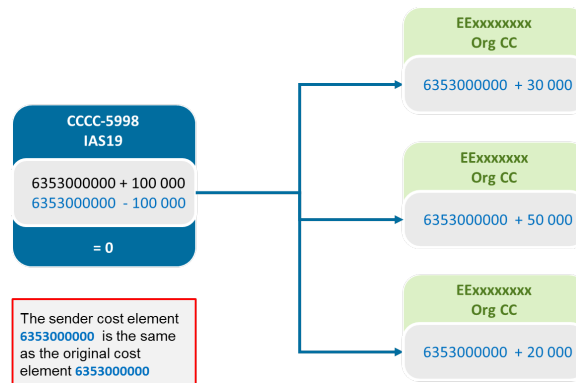 EExxxxxxxx
Org CC
6353000000 + 30 000
CCCC-5998
IAS19
6353000000 + 100 000
6353000000 - 100 000
= 0
EExxxxxxx
Org CC
6353000000 + 50 000
EExxxxxxxx
Org CC
6353000000 + 20 000
The sender cost element
6353000000 is the same
as the original cost
element 6353000000